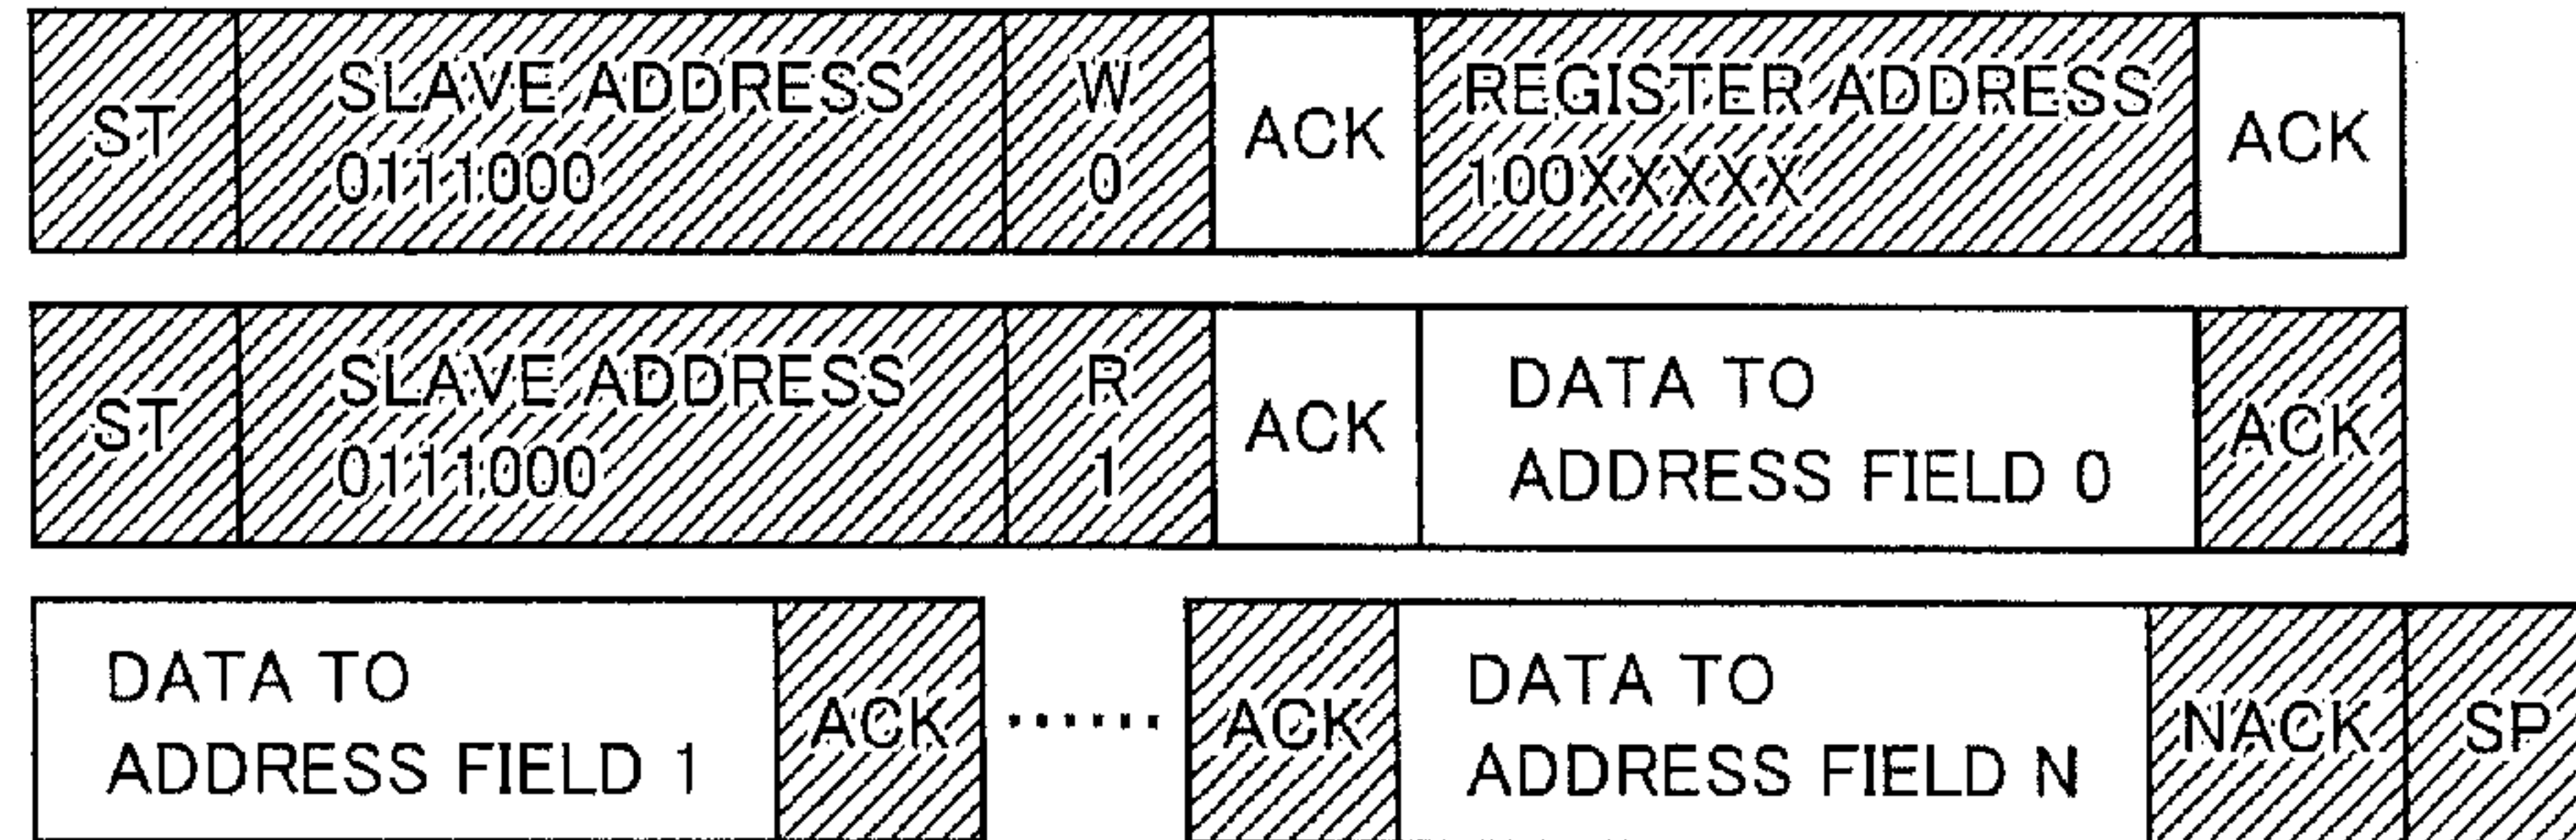 ST SLAVE ADDRESS 0111000 W 0 ACK REGISTER ADDRESS 100XXXXX ACK
ST SLAVE ADDRESS 0111000 R 1 ACK DATA TO ADDRESS FIELD 0 ACK
DATA TO ADDRESS FIELD 1 ACK ······ ACK DATA TO ADDRESS FIELD N NACK SP